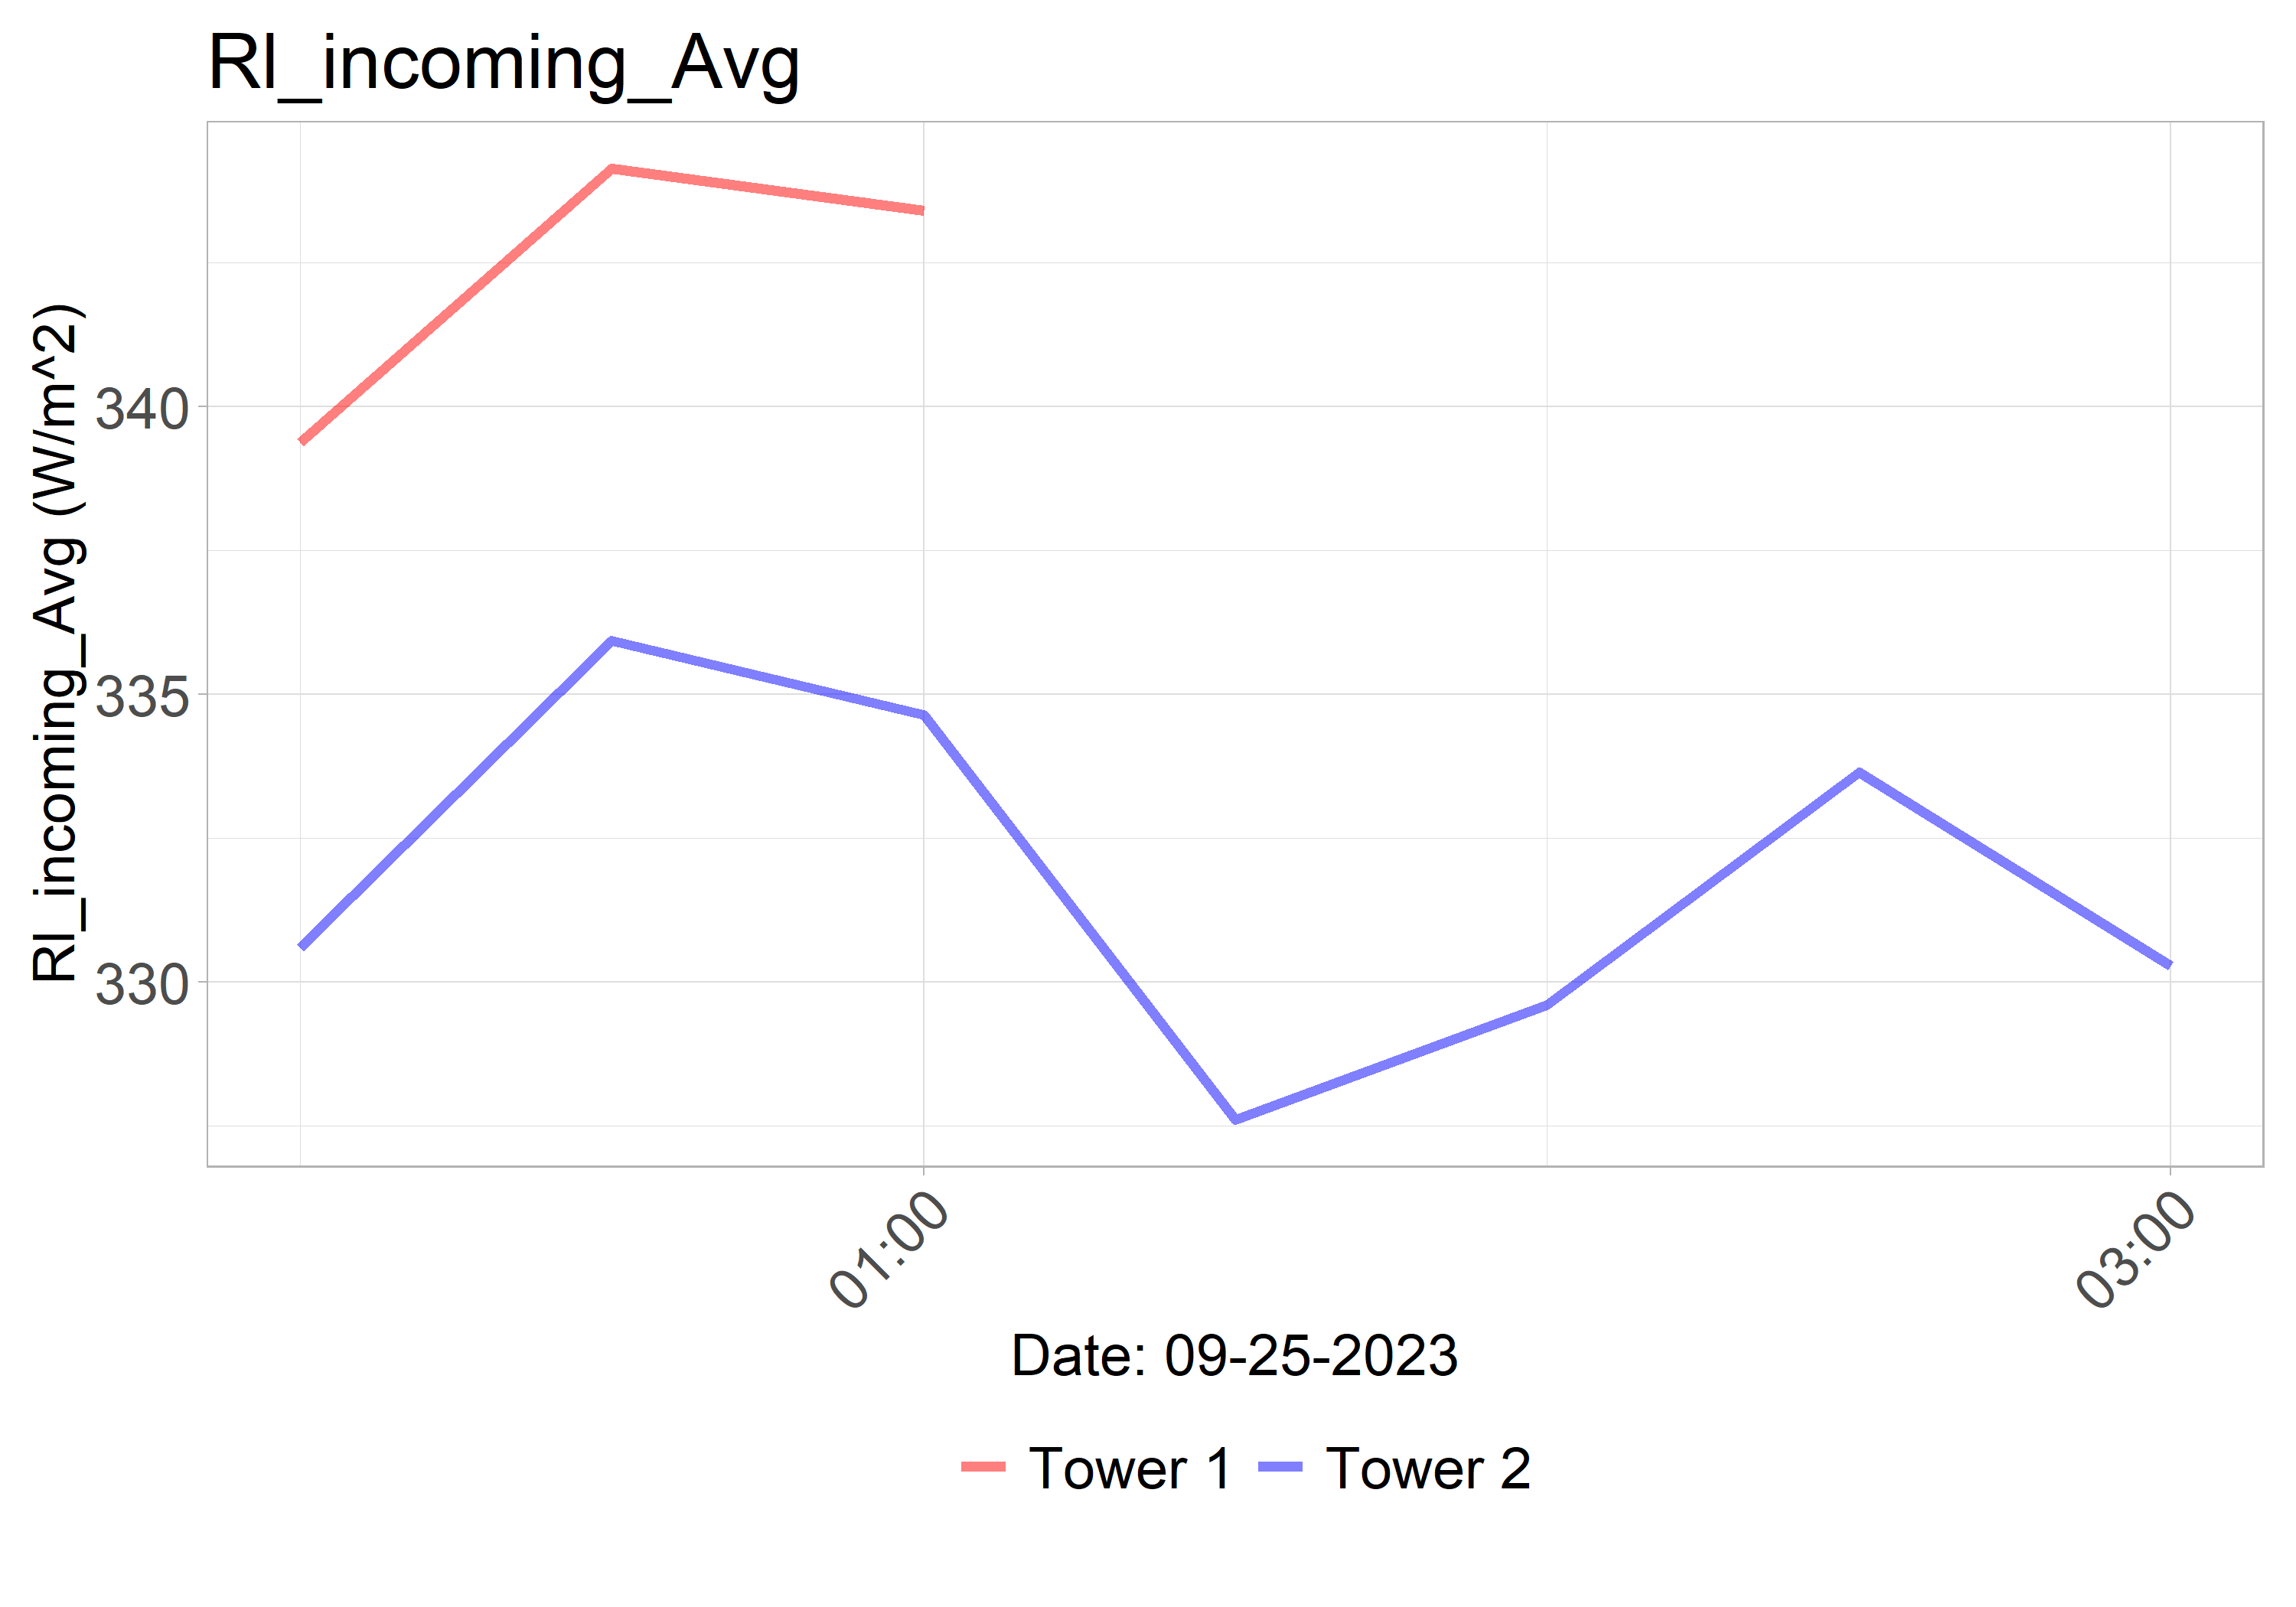 Rl_incoming_Avg
Rl_incoming_Avg (W/m^2)
340
335
330
01:00
03:00
Date: 09-25-2023
Tower 1
Tower 2